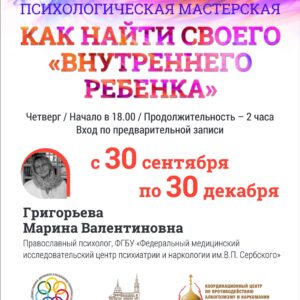 ПСИХОЛОГИЧЕСКАЯ МАСТЕРСКАЯ
КАК НАЙТИ СВОЕГО
«ВНУТРЕННЕГО
РЕБЕНКА»
Четверг / Начало в 18.00 / Продолжительность – 2 часа
Вход по предварительной записи
с 30 сентября
по 30 декабря
Григорьева
Марина Валентиновна
Православный психолог, ФГБУ «Федеральный медицинский
исследовательский центр психиатрии и наркологии им.В.П. Сербского»
КООРДИНАЦИОННЫЙ ЦЕНТР
ПО ПРОТИВОДЕЙСТВИЮ
АЛКОГОЛИЗМУ И НАРКОМАНИИ